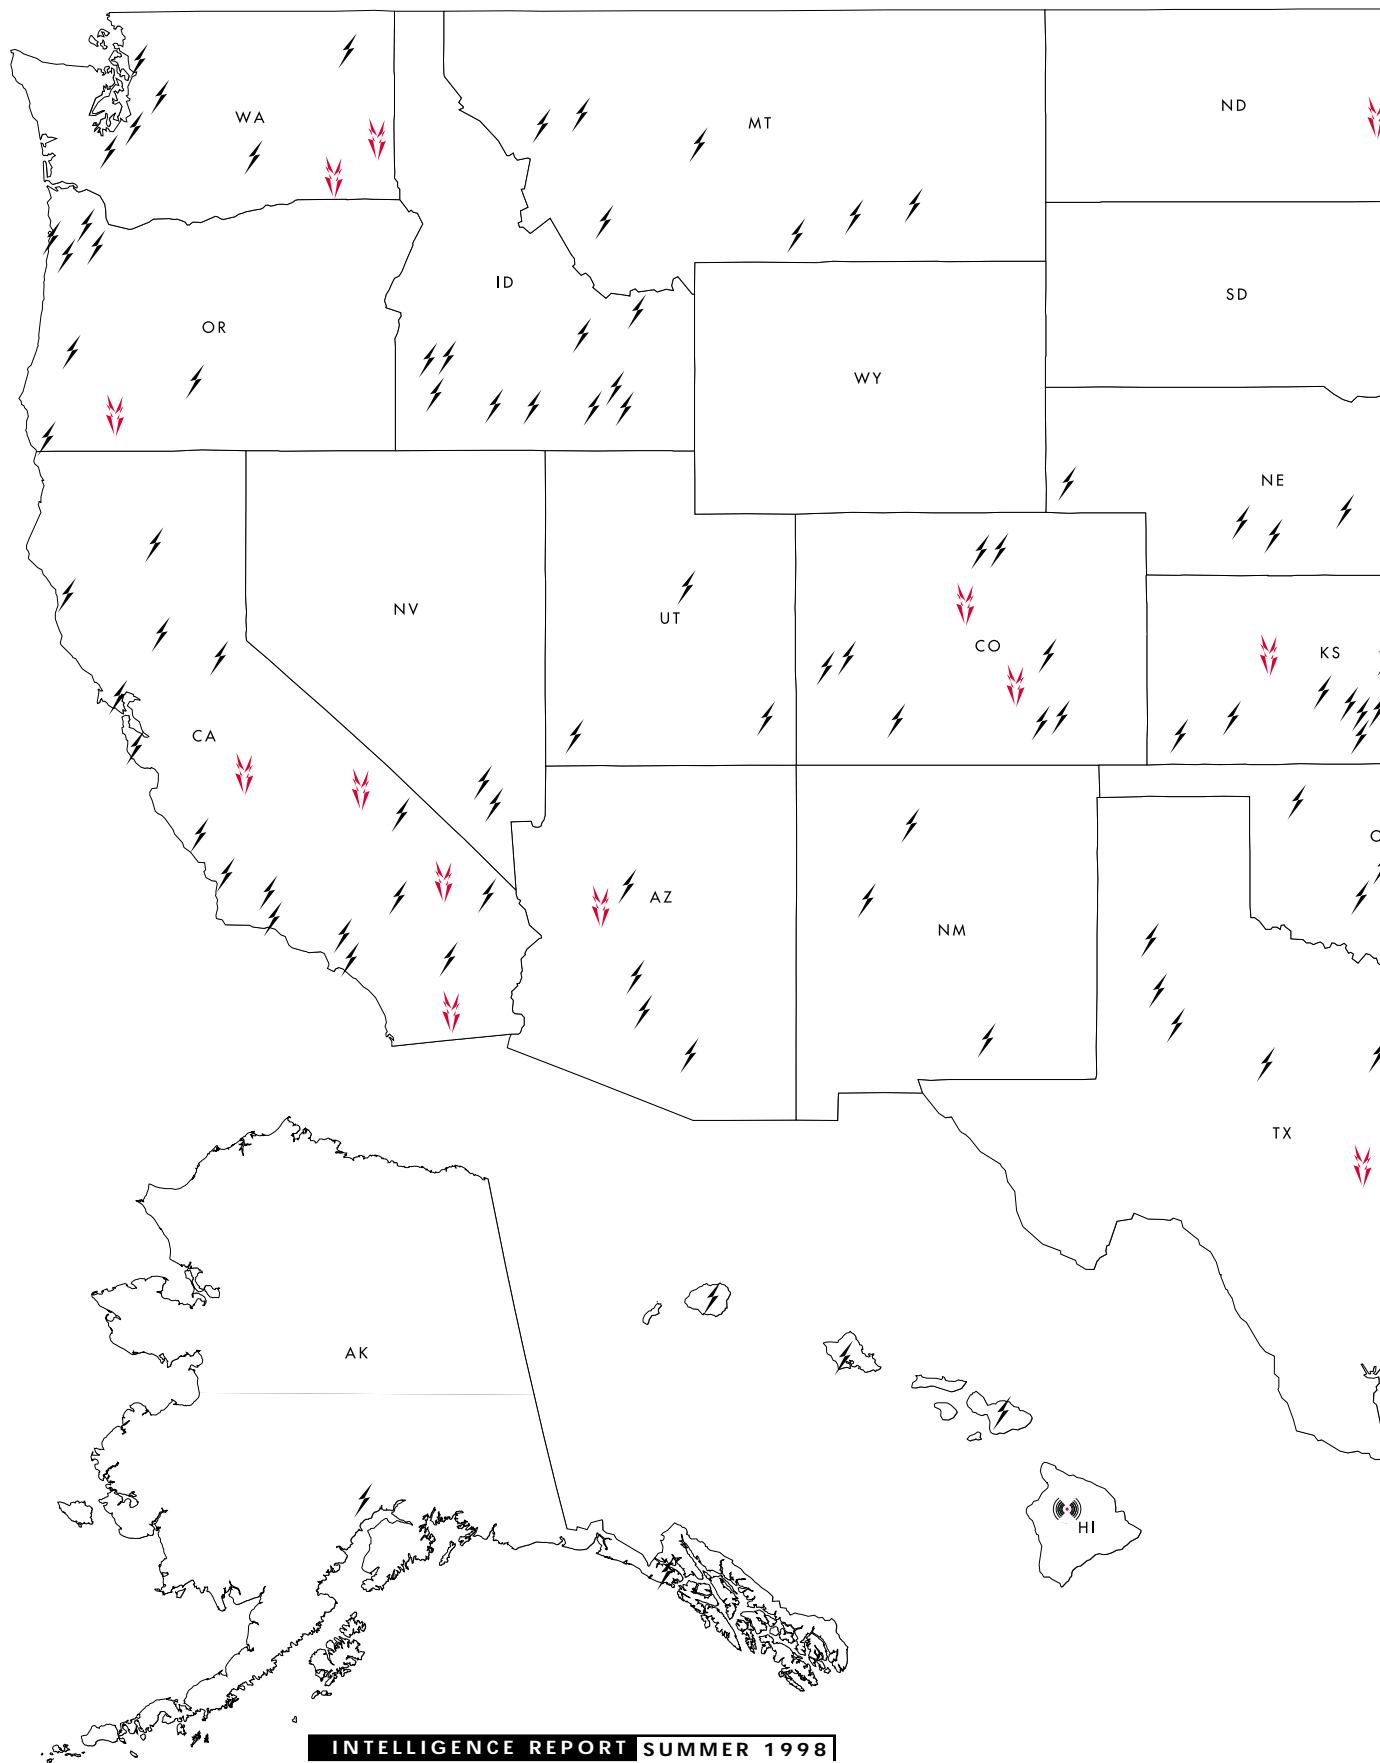 WA
MT
ND
ID
SD
OR
WY
NE
NV
UT
CO
KS
CA
AZ
NM
TX
AK
HI
INTELLIGENCE REPORT SUMMER 1998